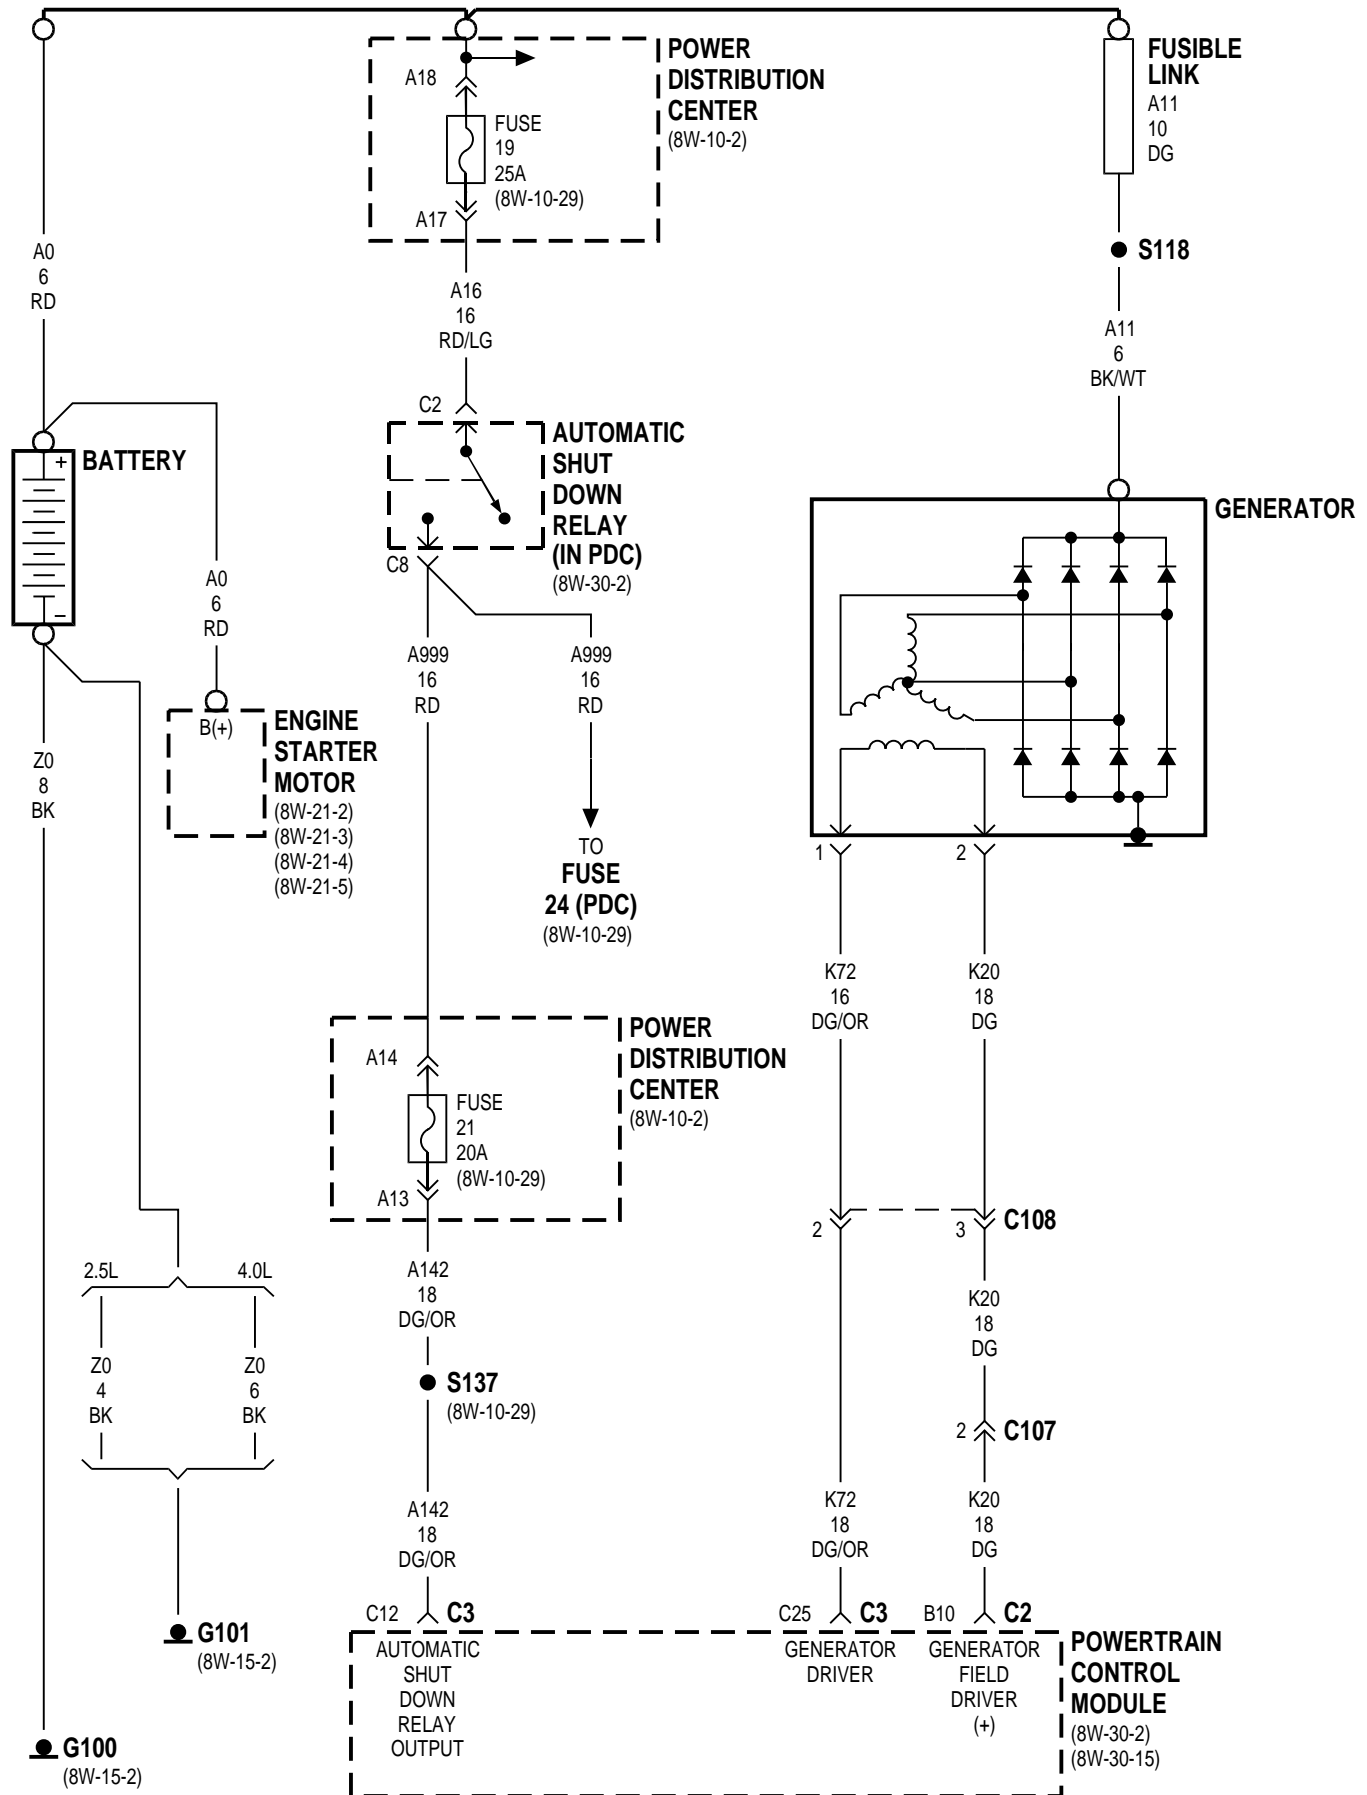 POWER
DISTRIBUTION
CENTER
(8W-10-2)
A18
FUSE
19
25A
(8W-10-29)
A17
FUSIBLE
LINK
A11
10
DG
S118
A0
6
RD
A16
16
RD/LG
A11
6
BK/WT
C2
AUTOMATIC
SHUT
DOWN
RELAY
(IN PDC)
(8W-30-2)
C8
+
BATTERY
–
GENERATOR
A0
6
RD
A999
16
RD
A999
16
RD
B(+)
ENGINE
STARTER
MOTOR
(8W-21-2)
(8W-21-3)
(8W-21-4)
(8W-21-5)
Z0
8
BK
TO
FUSE
24 (PDC)
(8W-10-29)
1
2
K72
16
DG/OR
K20
18
DG
POWER
DISTRIBUTION
CENTER
(8W-10-2)
A14
FUSE
21
20A
(8W-10-29)
A13
2
3
C108
2.5L
4.0L
A142
18
DG/OR
K20
18
DG
Z0
4
BK
Z0
6
BK
S137
(8W-10-29)
2
C107
A142
18
DG/OR
K72
18
DG/OR
K20
18
DG
C12
C3
C25
C3
B10
C2
G101
(8W-15-2)
AUTOMATIC
SHUT
DOWN
RELAY
OUTPUT
GENERATOR
DRIVER
GENERATOR
FIELD
DRIVER
(+)
POWERTRAIN
CONTROL
MODULE
(8W-30-2)
(8W-30-15)
G100
(8W-15-2)